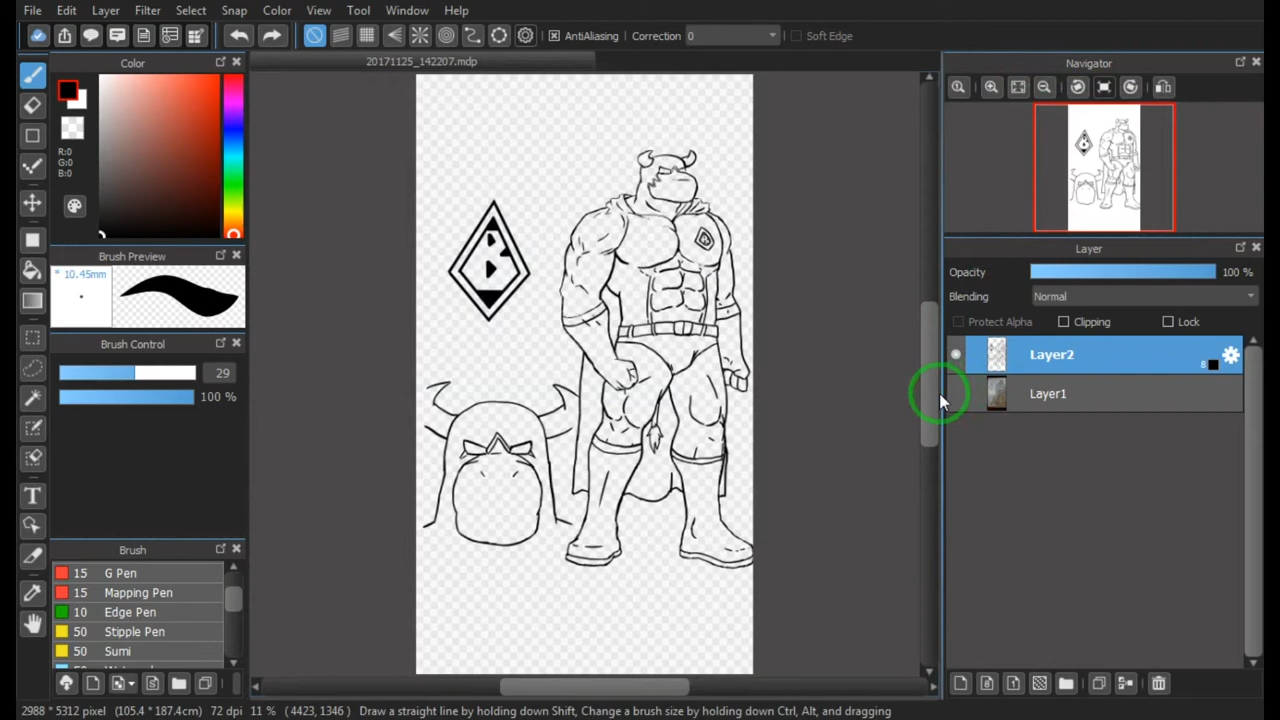 File Edit Layer Filter Select Snap Color View Tool Window Help
AntiAliasing Correction 0 Soft Edge
Color
20171125_142207.mdp
Navigator
R:0
G:0
B:0
Brush Preview
* 10.45mm
Brush Control
29
100 %
Brush
15 G Pen
15 Mapping Pen
10 Edge Pen
50 Stipple Pen
50 Sumi
Layer
Opacity 100 %
Blending Normal
Protect Alpha Clipping Lock
Layer2
8
Layer1
2988 * 5312 pixel (105.4 * 187.4cm) 72 dpi 11 % (4423, 1346) Draw a straight line by holding down Shift, Change a brush size by holding down Ctrl, Alt, and dragging